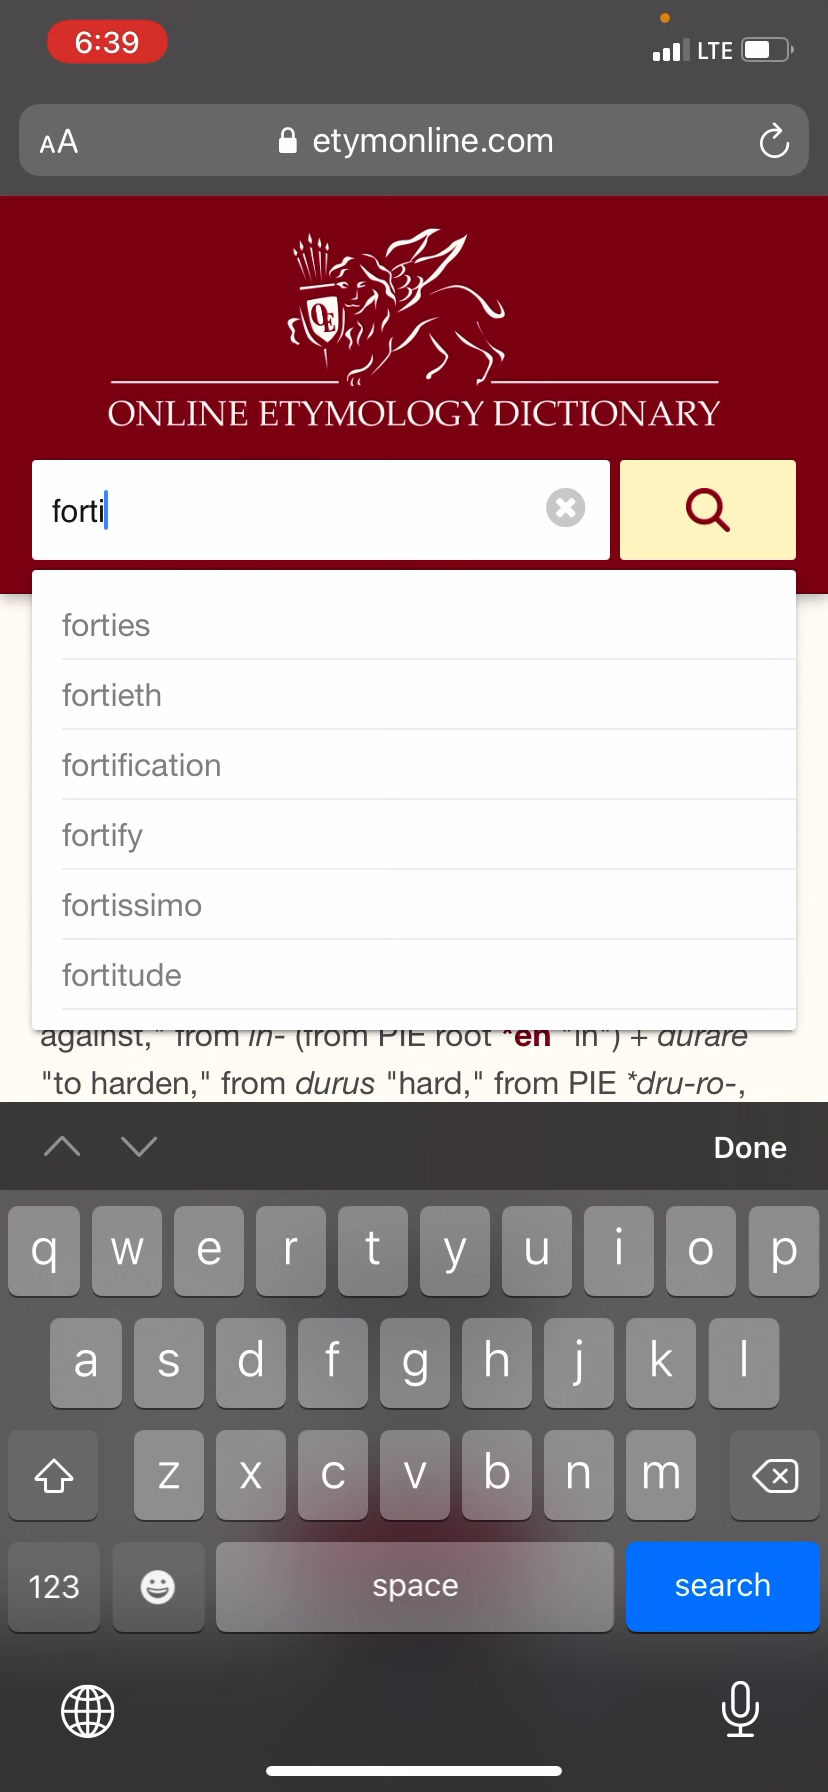 6:39
LTE
AA
etymonline.com
OE
ONLINE ETYMOLOGY DICTIONARY
forti
forties
fortieth
fortification
fortify
fortissimo
fortitude
against," from in- (from PIE root *en "in") + durare
"to harden," from durus "hard," from PIE *dru-ro-,
Done
q w e r t y u i o p
a s d f g h j k l
z x c v b n m
123
space
search